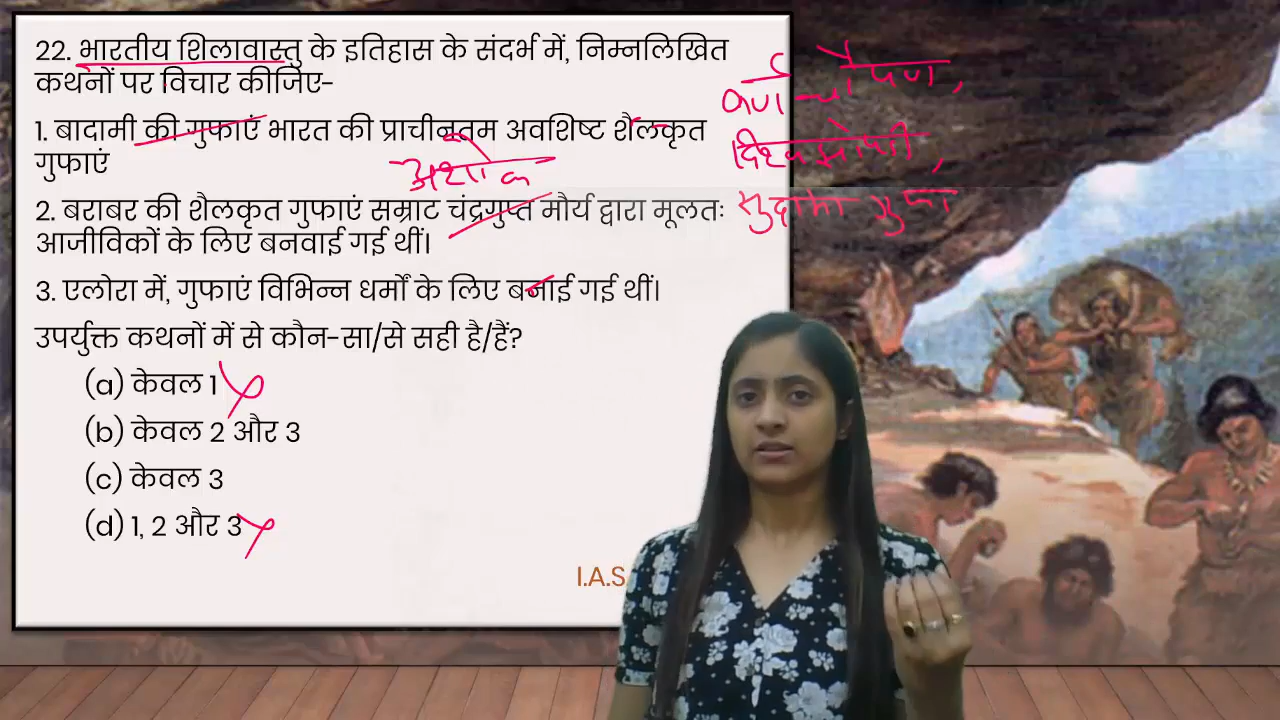 22. भारतीय शिलावास्तु के इतिहास के संदर्भ में, निम्नलिखित
कथनों पर विचार कीजिए-
1. बादामी की गुफाएं भारत की प्राचीनतम अवशिष्ट शैलकृत
गुफाएं
अशोक
2. बराबर की शैलकृत गुफाएं सम्राट चंद्रगुप्त मौर्य द्वारा मूलतः
आजीविकों के लिए बनवाई गई थीं।
3. एलोरा में, गुफाएं विभिन्न धर्मों के लिए बनाई गई थीं।
उपर्युक्त कथनों में से कौन-सा/से सही है/हैं?
(a) केवल 1
(b) केवल 2 और 3
(c) केवल 3
(d) 1, 2 और 3
I.A.S
कर्ण चौपण,
सुदामा गुफा